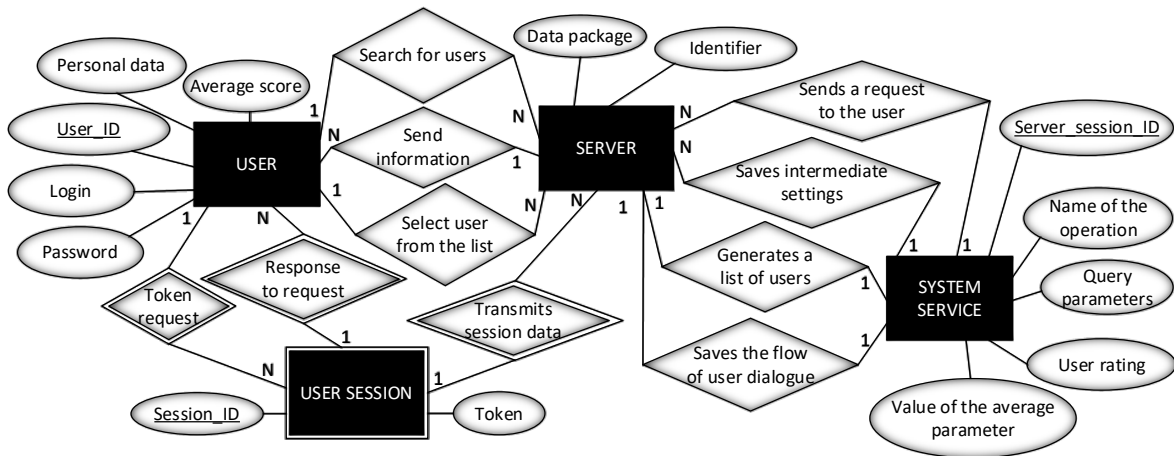 Data package
Identifier
Search for users
Personal data
Average score
1
N
N
Sends a request
to the user
User_ID
Server_session_ID
USER
N
Send
information
1
SERVER
N
Login
1
Saves intermediate
settings
Select user
from the list
N
N
1
1
Name of the
operation
Password
1
N
Response
to request
Generates a
list of users
1
1
1
SYSTEM
SERVICE
Query
parameters
Token
request
Transmits
session data
1
Saves the flow
of user dialogue
1
User rating
N
1
1
USER SESSION
Session_ID
Token
Value of the average
parameter